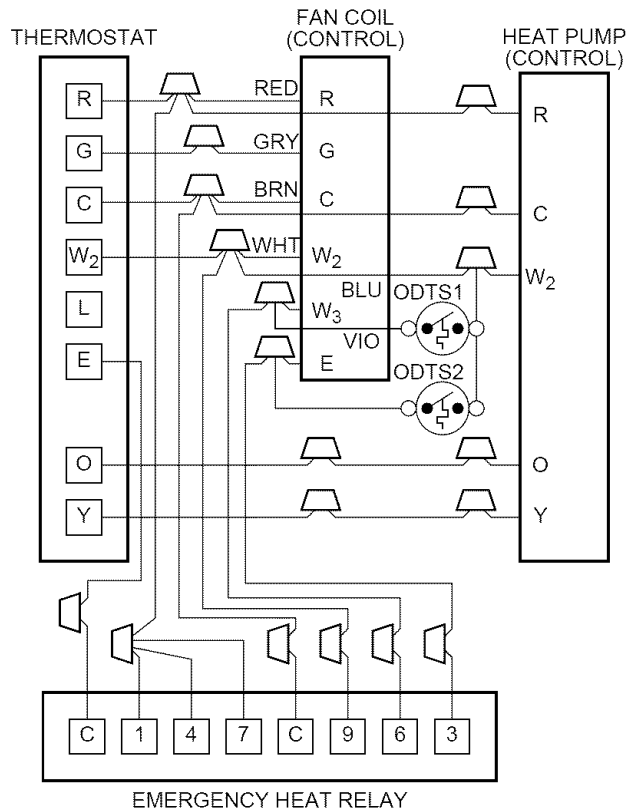 THERMOSTAT
FAN COIL
(CONTROL)
HEAT PUMP
(CONTROL)
R
RED
R
R
G
GRY
G
C
BRN
C
C
W2
WHT
W2
W2
L
BLU
W3
ODTS1
VIO
E
E
ODTS2
O
O
Y
Y
C 1 4 7 C 9 6 3
EMERGENCY HEAT RELAY